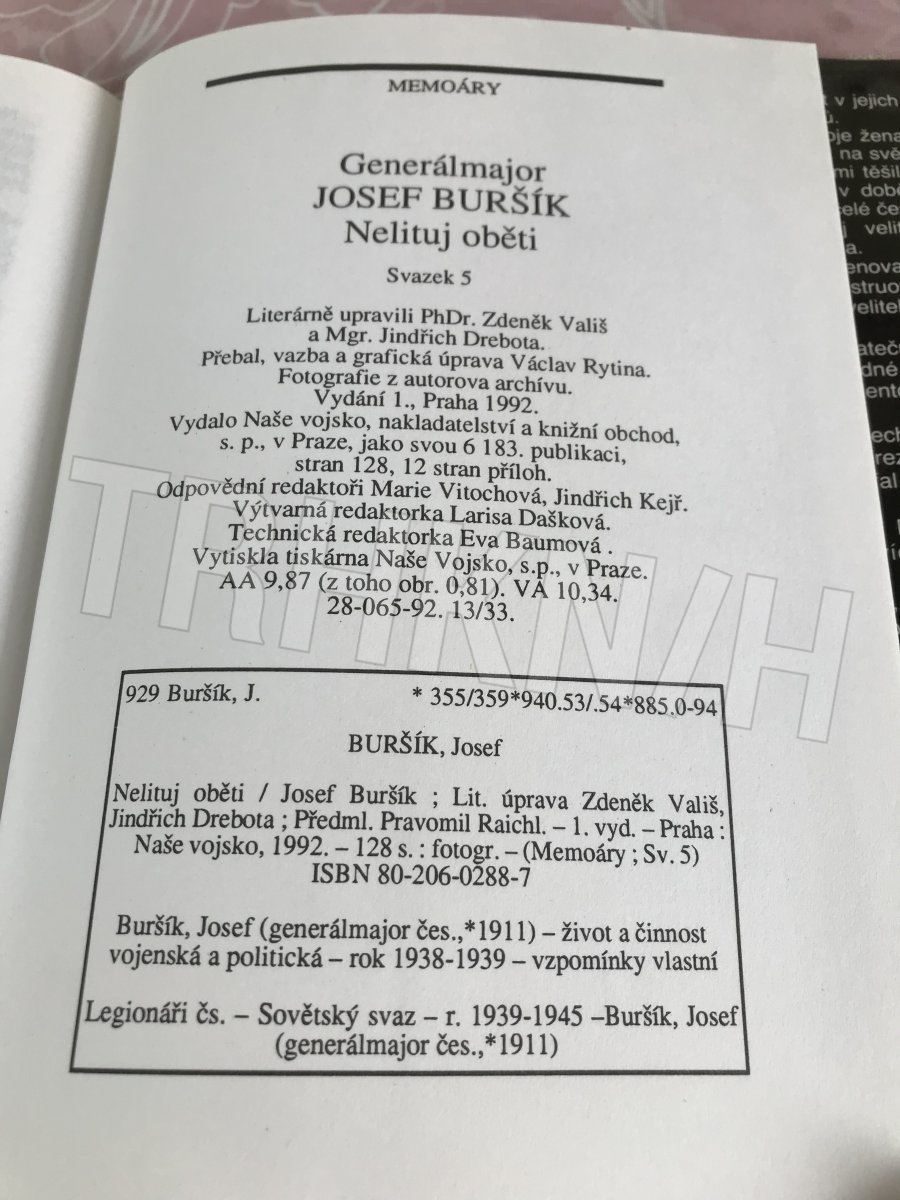 MEMOÁRY
Generálmajor
JOSEF BURŠÍK
Nelituj oběti
Svazek 5
Literárně upravili PhDr. Zdeněk Vališ
a Mgr. Jindřich Drebota.
Přebal, vazba a grafická úprava Václav Rytina.
Fotografie z autorova archívu.
Vydání 1., Praha 1992.
Vydalo Naše vojsko, nakladatelství a knižní obchod,
s. p., v Praze, jako svou 6 183. publikaci,
stran 128, 12 stran příloh.
Odpovědní redaktoři Marie Vitochová, Jindřich Kejř.
Výtvarná redaktorka Larisa Dašková.
Technická redaktorka Eva Baumová .
Vytiskla tiskárna Naše Vojsko, s.p., v Praze.
AA 9,87 (z toho obr. 0,81). VA 10,34.
28-065-92. 13/33.
929 Buršík, J. * 355/359*940.53/.54*885.0-94
BURŠÍK, Josef
Nelituj oběti / Josef Buršík ; Lit. úprava Zdeněk Vališ,
Jindřich Drebota ; Předml. Pravomil Raichl. – 1. vyd. – Praha :
Naše vojsko, 1992. – 128 s. : fotogr. – (Memoáry ; Sv. 5)
ISBN 80-206-0288-7
Buršík, Josef (generálmajor čes.,*1911) – život a činnost
vojenská a politická – rok 1938-1939 – vzpomínky vlastní
Legionáři čs. – Sovětský svaz – r. 1939-1945 –Buršík, Josef
(generálmajor čes.,*1911)
TRHKNIH
v jejich
žena
na svě
těšil
v době